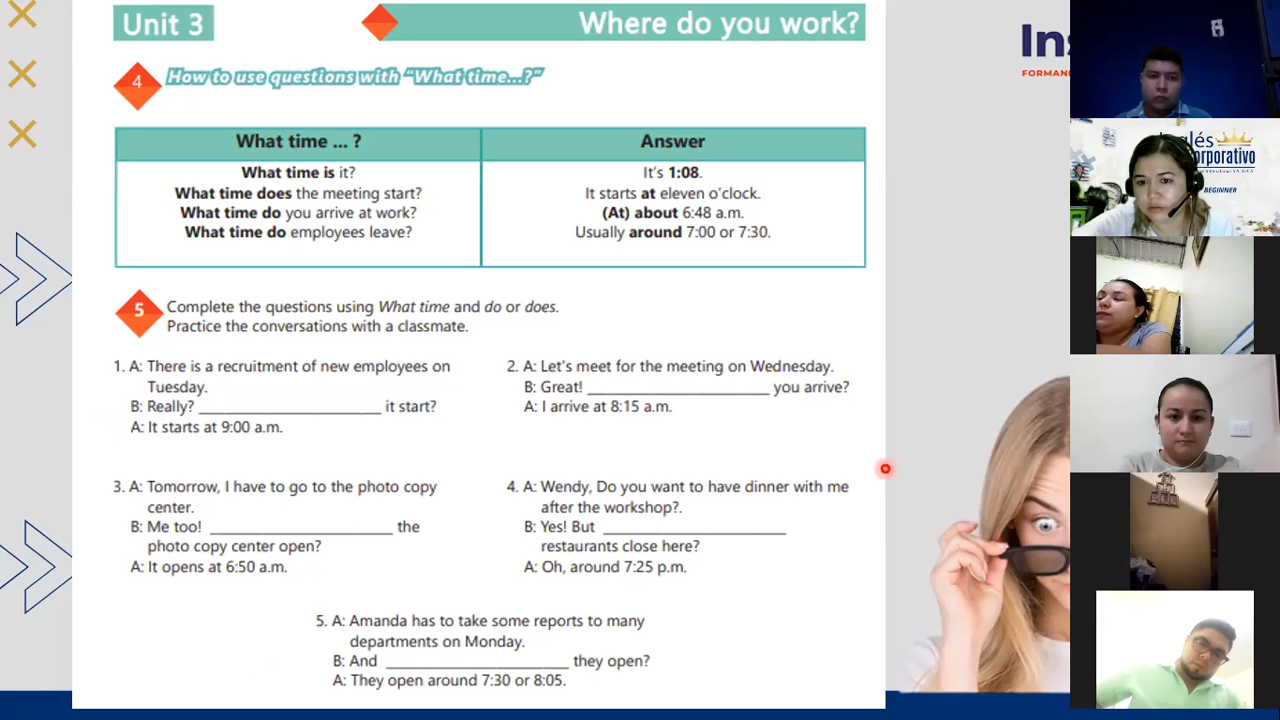 Unit 3
Where do you work?
4
How to use questions with “What time...?”
What time ... ?
Answer
What time is it?
It’s 1:08.
What time does the meeting start?
It starts at eleven o’clock.
What time do you arrive at work?
(At) about 6:48 a.m.
What time do employees leave?
Usually around 7:00 or 7:30.
5
Complete the questions using What time and do or does.
Practice the conversations with a classmate.
1. A: There is a recruitment of new employees on
Tuesday.
B: Really? ______________________ it start?
A: It starts at 9:00 a.m.
2. A: Let’s meet for the meeting on Wednesday.
B: Great! ______________________ you arrive?
A: I arrive at 8:15 a.m.
3. A: Tomorrow, I have to go to the photo copy
center.
B: Me too! ______________________ the
photo copy center open?
A: It opens at 6:50 a.m.
4. A: Wendy, Do you want to have dinner with me
after the workshop?.
B: Yes! But ______________________
restaurants close here?
A: Oh, around 7:25 p.m.
5. A: Amanda has to take some reports to many
departments on Monday.
B: And ______________________ they open?
A: They open around 7:30 or 8:05.
Ins
FORMAN
glés
orporativo
BEGINNER